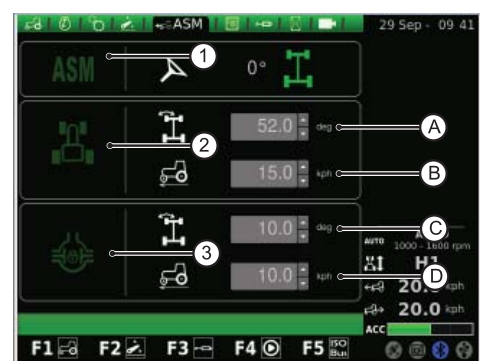 ASM 29 Sep - 09 41
ASM 1 0°
2 52.0 deg A
15.0 kph B
3 10.0 deg C
10.0 kph D
AUTO
1000 - 1600 rpm
H1
20.0 kph
20.0 kph
ACC
F1 F2 F3 F4 F5 ISO Bus